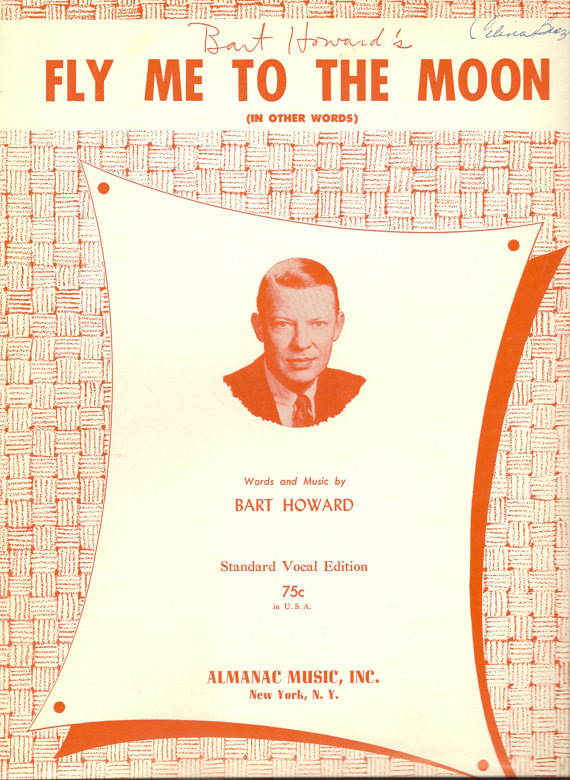 Bart Howard's
FLY ME TO THE MOON
(IN OTHER WORDS)
Words and Music by
BART HOWARD
Standard Vocal Edition
75c
in U. S. A.
ALMANAC MUSIC, INC.
New York, N. Y.